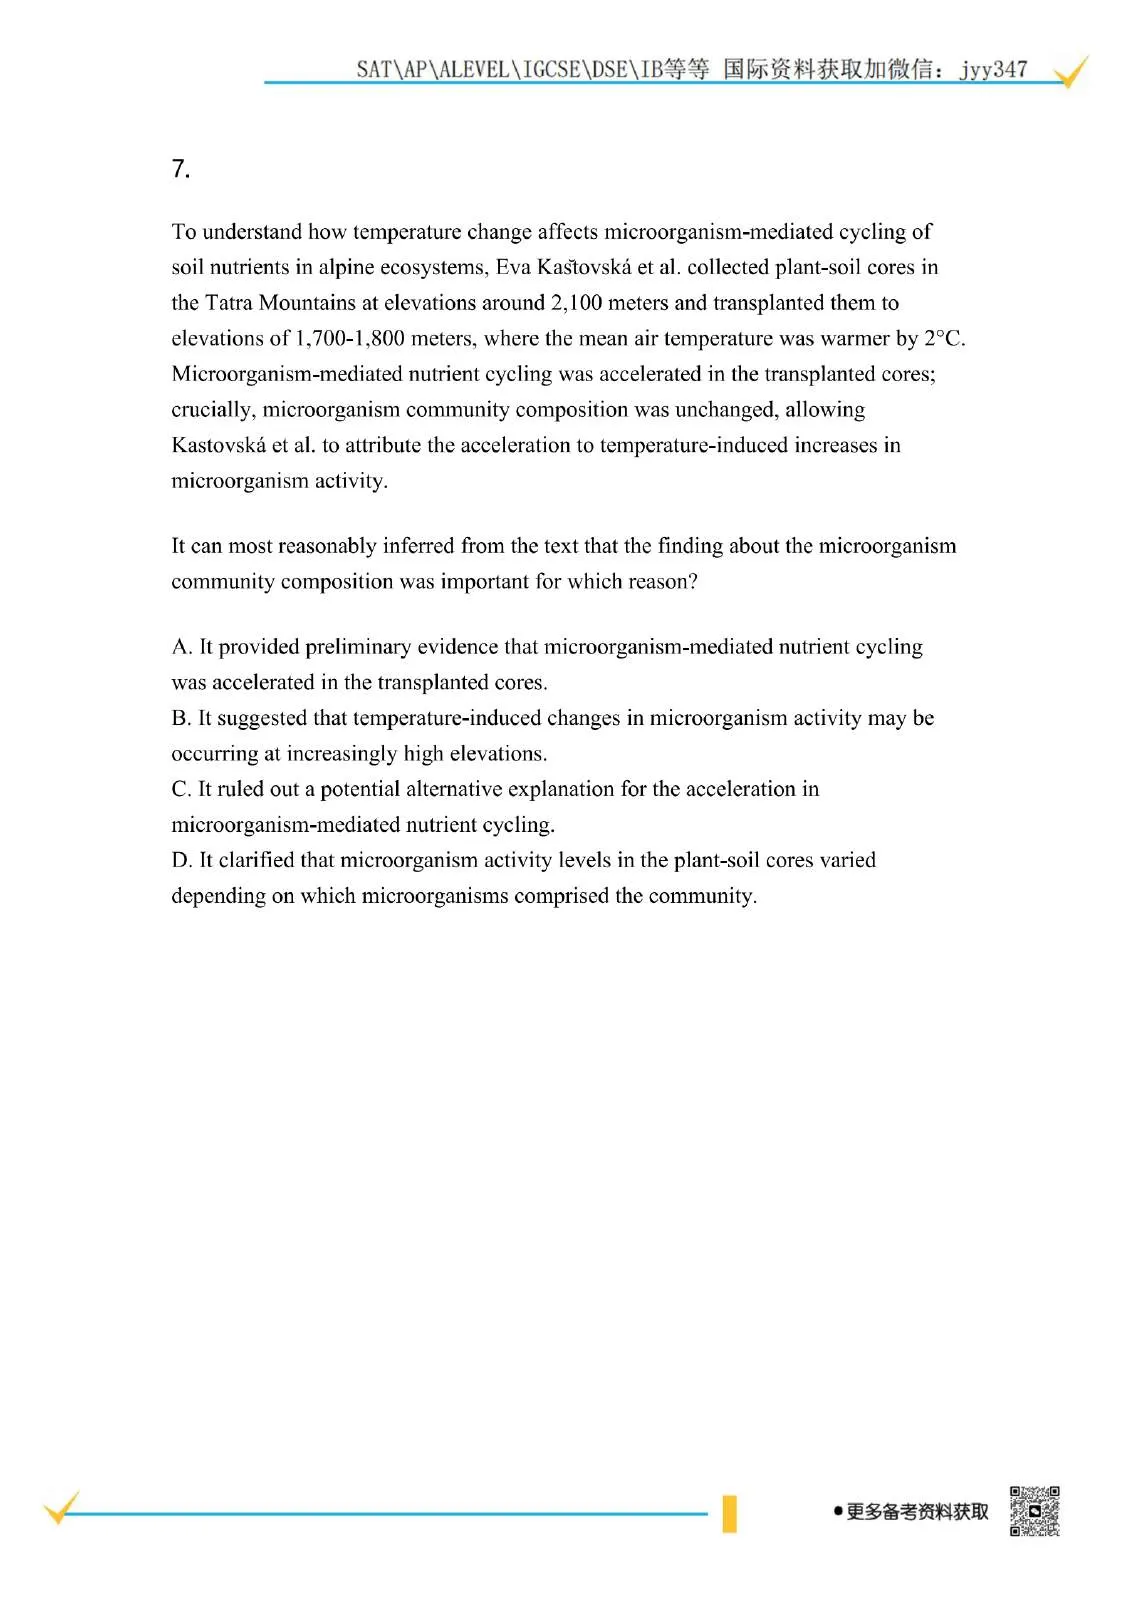 SAT\AP\ALEVEL\IGCSE\DSE\IB等等 国际资料获取加微信：jyy347
7.
To understand how temperature change affects microorganism-mediated cycling of
soil nutrients in alpine ecosystems, Eva Kaśtovská et al. collected plant-soil cores in
the Tatra Mountains at elevations around 2,100 meters and transplanted them to
elevations of 1,700-1,800 meters, where the mean air temperature was warmer by 2°C.
Microorganism-mediated nutrient cycling was accelerated in the transplanted cores;
crucially, microorganism community composition was unchanged, allowing
Kastovská et al. to attribute the acceleration to temperature-induced increases in
microorganism activity.
It can most reasonably inferred from the text that the finding about the microorganism
community composition was important for which reason?
A. It provided preliminary evidence that microorganism-mediated nutrient cycling
was accelerated in the transplanted cores.
B. It suggested that temperature-induced changes in microorganism activity may be
occurring at increasingly high elevations.
C. It ruled out a potential alternative explanation for the acceleration in
microorganism-mediated nutrient cycling.
D. It clarified that microorganism activity levels in the plant-soil cores varied
depending on which microorganisms comprised the community.
•更多备考资料获取